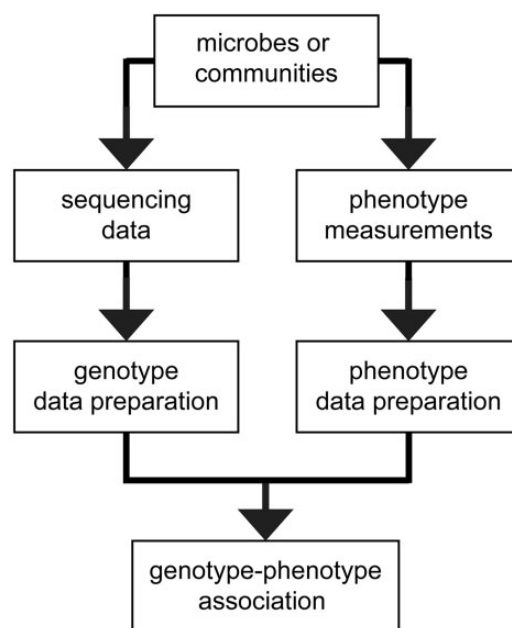 microbes or
communities
sequencing
data
phenotype
measurements
genotype
data preparation
phenotype
data preparation
genotype-phenotype
association